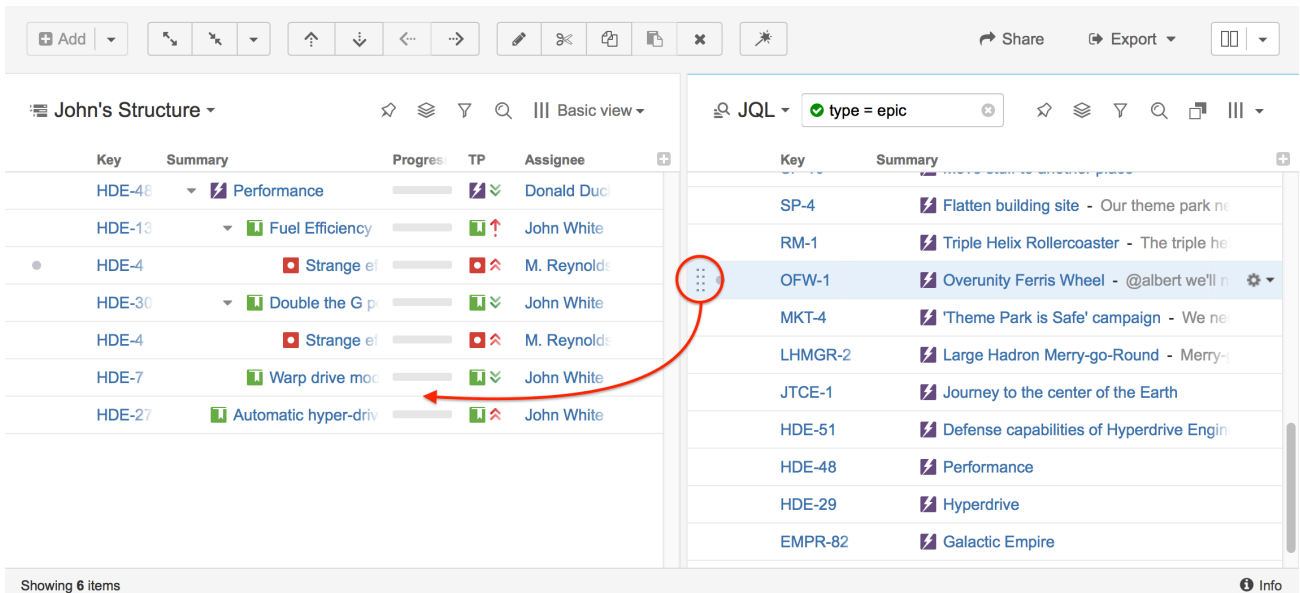 Add
Share
Export
John's Structure
Basic view
JQL
type = epic
Key Summary Progres TP Assignee
HDE-48 Performance Donald Duc
HDE-13 Fuel Efficiency John White
HDE-4 Strange ef M. Reynolds
HDE-30 Double the G p John White
HDE-4 Strange ef M. Reynolds
HDE-7 Warp drive moc John White
HDE-27 Automatic hyper-driv John White
Key Summary
SP-4 Flatten building site - Our theme park ne
RM-1 Triple Helix Rollercoaster - The triple he
OFW-1 Overunity Ferris Wheel - @albert we'll n
MKT-4 'Theme Park is Safe' campaign - We nee
LHMGR-2 Large Hadron Merry-go-Round - Merry-
JTCE-1 Journey to the center of the Earth
HDE-51 Defense capabilities of Hyperdrive Engin
HDE-48 Performance
HDE-29 Hyperdrive
EMPR-82 Galactic Empire
Showing 6 items
Info